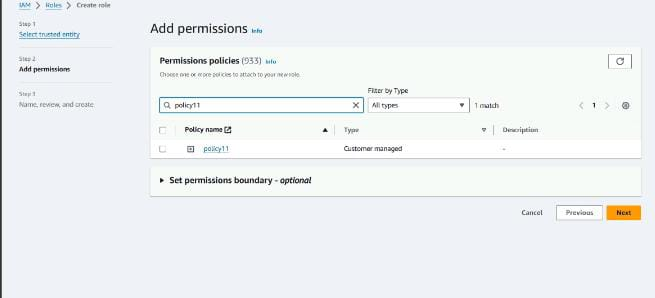 IAM > Roles > Create role
Step 1
Select trusted entity
Step 2
Add permissions
Step 3
Name, review, and create
Add permissions Info
Permissions policies (933) Info
Choose one or more policies to attach to your new role.
Filter by Type
policy11
All types
1 match
1
Policy name
Type
Description
policy11
Customer managed
-
Set permissions boundary - optional
Cancel
Previous
Next